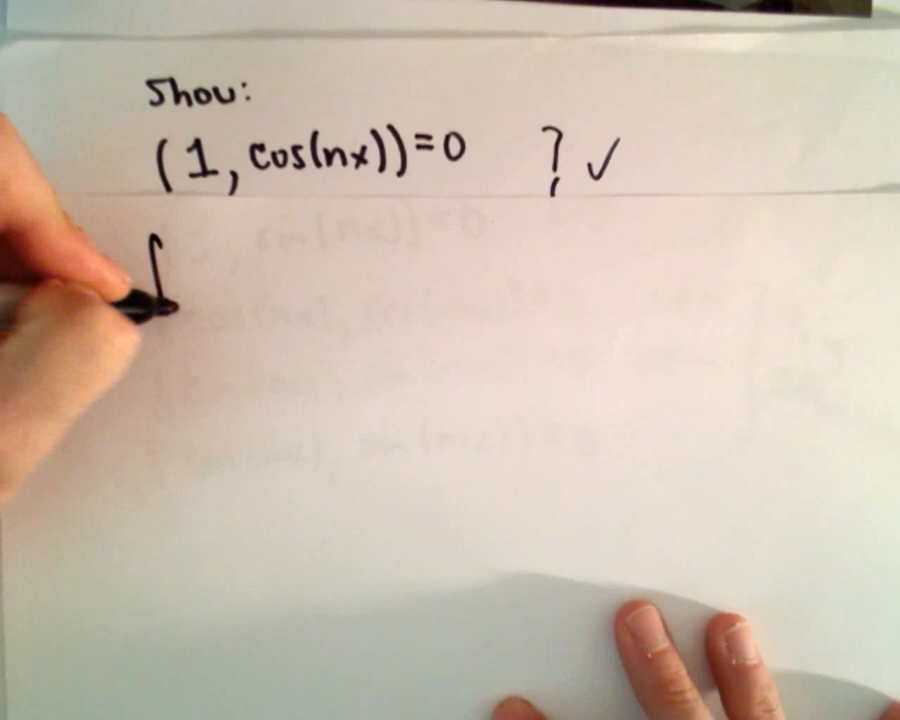 Show:
(1, cos(nx))=0 ? ✓
∫